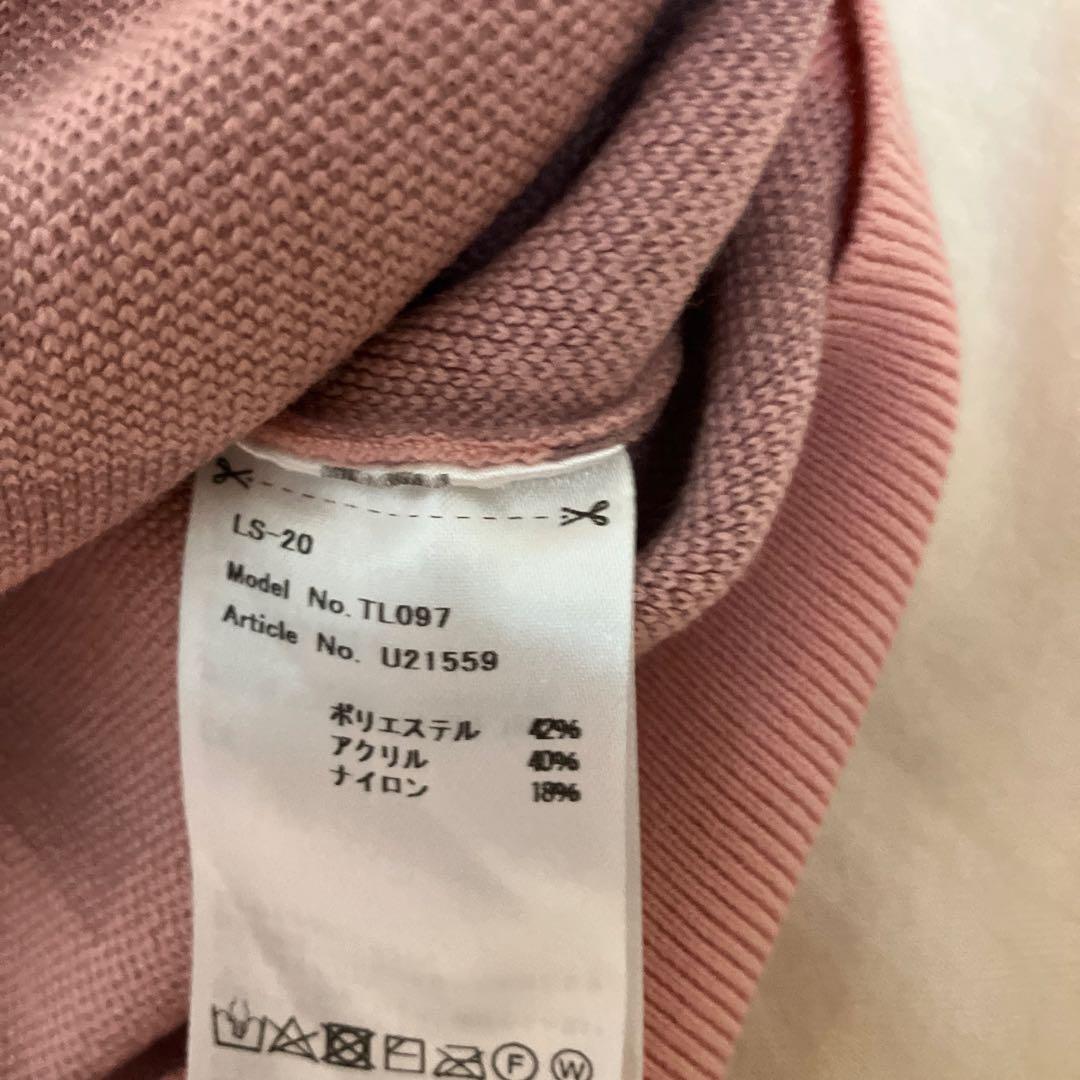 LS-20
Model No. TL097
Article No. U21559
ポリエステル 42%
アクリル 40%
ナイロン 18%
F W